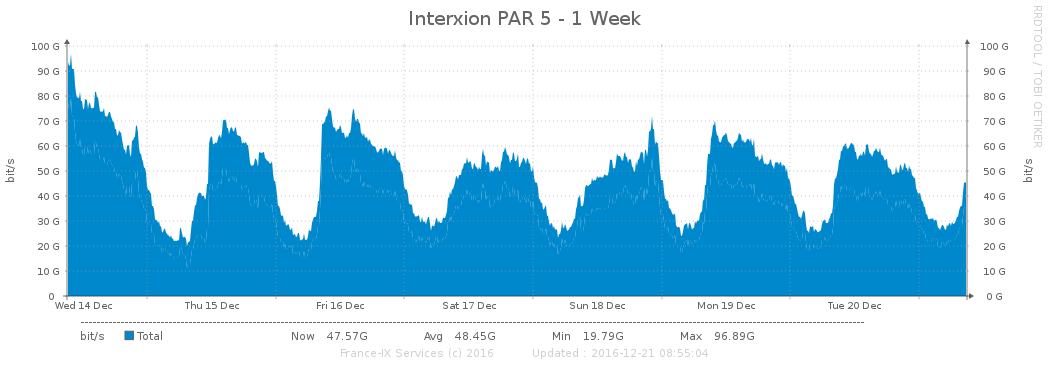 Interxion PAR 5 - 1 Week
RRDTOOL / TOBI OETIKER
100 G 100 G
90 G 90 G
80 G 80 G
70 G 70 G
60 G 60 G
50 G 50 G
40 G 40 G
30 G 30 G
20 G 20 G
10 G 10 G
0 0 G
bit/s
bit/s
Wed 14 Dec Thu 15 Dec Fri 16 Dec Sat 17 Dec Sun 18 Dec Mon 19 Dec Tue 20 Dec
bit/s Total Now 47.57G Avg 48.45G Min 19.79G Max 96.89G
France-IX Services (c) 2016 Updated : 2016-12-21 08:55:04